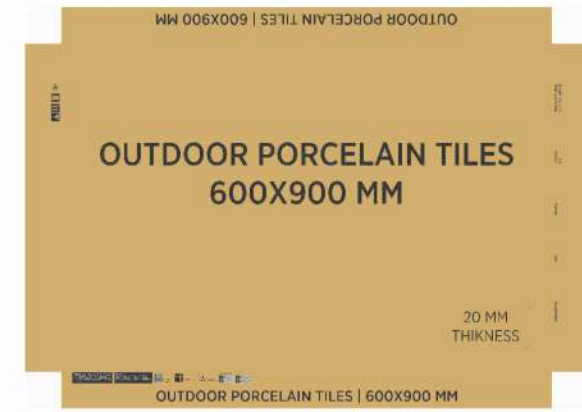 OUTDOOR PORCELAIN TILES | 600X900 MM
OUTDOOR PORCELAIN TILES
600X900 MM
20 MM
THIKNESS
OUTDOOR PORCELAIN TILES | 600X900 MM